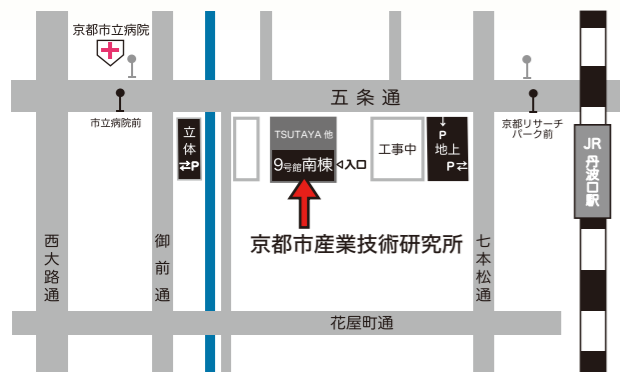 京都市立病院
五条通
市立病院前
京都リサーチ
パーク前
立体
⇄P
TSUTAYA 他
9号館南棟
◁入口
工事中
↓
P
地上
P⇄
JR
丹波口駅
京都市産業技術研究所
西大路通
御前通
七本松通
花屋町通